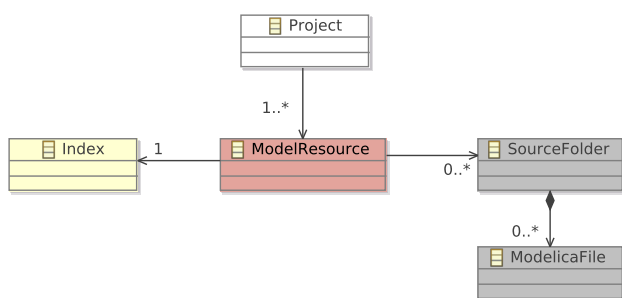 Project
1..*
Index
1
ModelResource
0..*
SourceFolder
0..*
ModelicaFile